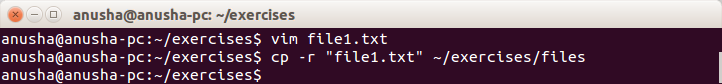 anusha@anusha-pc: ~/exercises
anusha@anusha-pc:~/exercises$ vim file1.txt
anusha@anusha-pc:~/exercises$ cp -r "file1.txt" ~/exercises/files
anusha@anusha-pc:~/exercises$